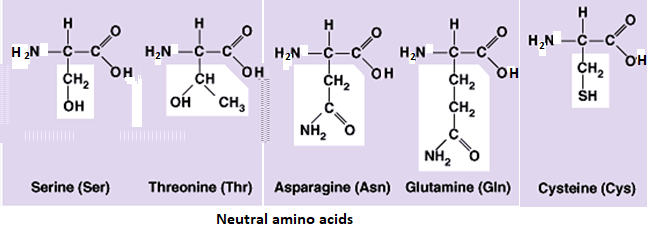 H O H O H O H O H O
H₂N–C–C H₂N–C–C H₂N–C–C H₂N–C–C H₂N–C–C
OH OH OH OH OH
CH₂ CH CH₂ CH₂ CH₂
OH OH CH₃ C CH₂ SH
NH₂ O C
NH₂ O
Serine (Ser) Threonine (Thr) Asparagine (Asn) Glutamine (Gln) Cysteine (Cys)
Neutral amino acids